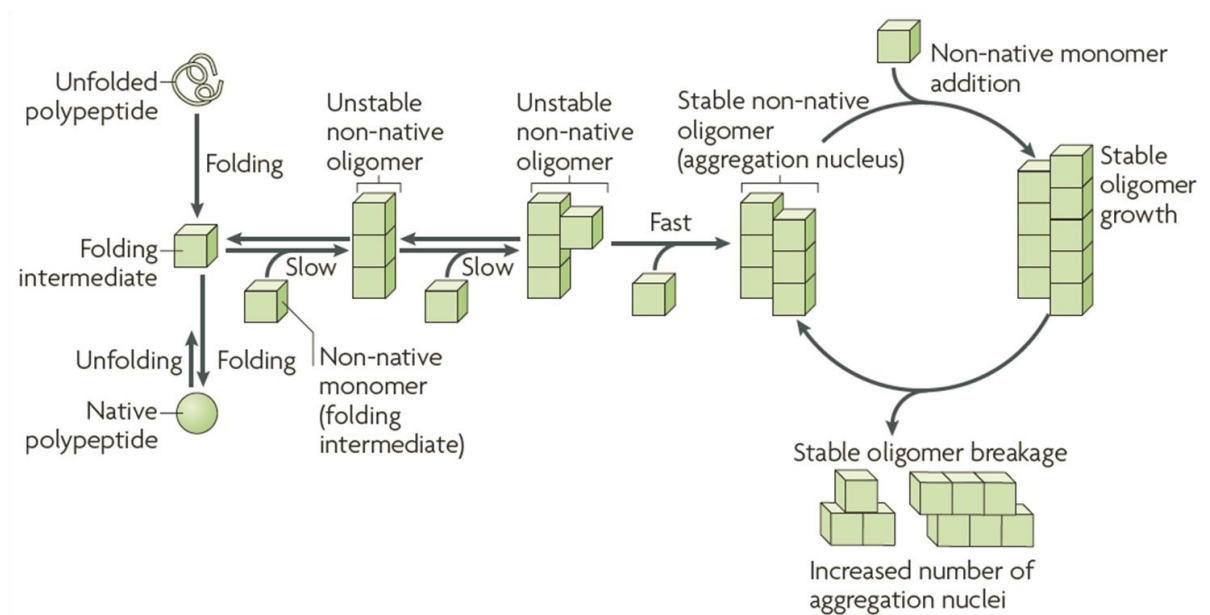 Unfolded
polypeptide
Folding
Folding
intermediate
Unfolding
Folding
Native
polypeptide
Unstable
non-native
oligomer
Slow
Non-native
monomer
(folding
intermediate)
Unstable
non-native
oligomer
Slow
Fast
Stable non-native
oligomer
(aggregation nucleus)
Non-native monomer
addition
Stable
oligomer
growth
Stable oligomer breakage
Increased number of
aggregation nuclei